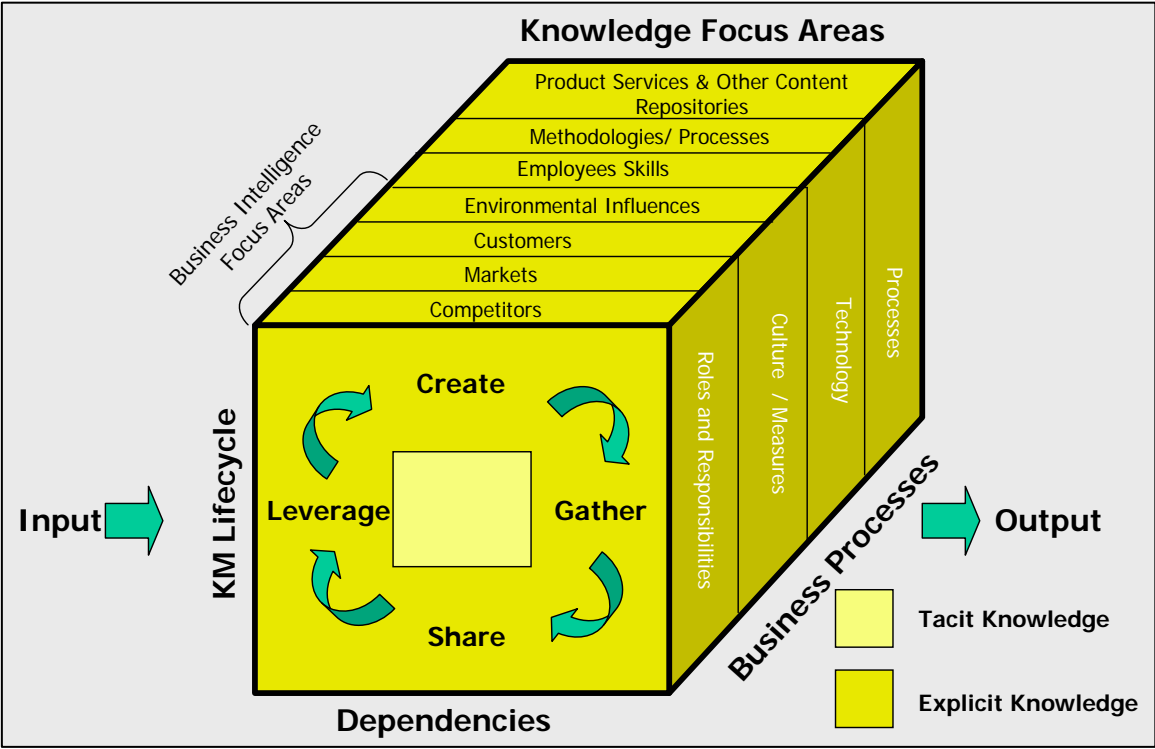 Knowledge Focus Areas
Product Services & Other Content
Repositories
Methodologies/ Processes
Employees Skills
Environmental Influences
Customers
Markets
Competitors
Business Intelligence
Focus Areas
Create
Leverage
Gather
Share
KM Lifecycle
Input
Roles and Responsibilities
Culture / Measures
Technology
Processes
Business Processes
Output
Dependencies
Tacit Knowledge
Explicit Knowledge